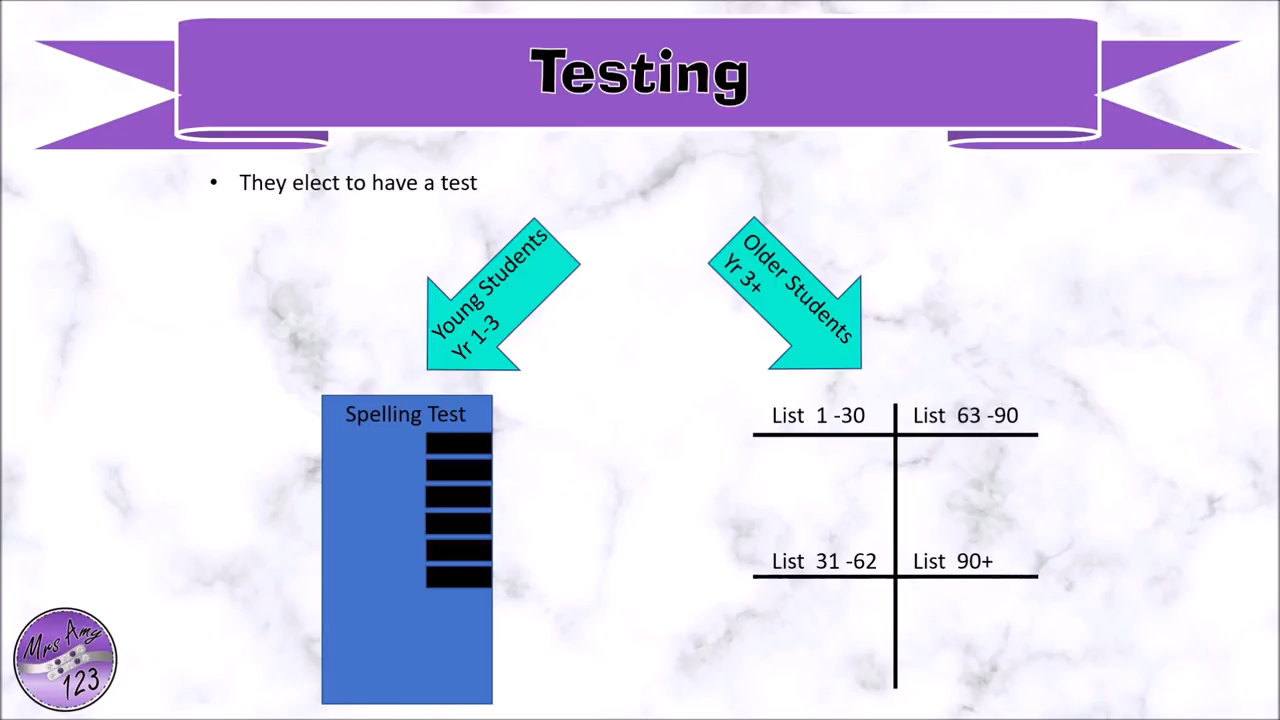 Testing
• They elect to have a test
Young Students
Yr 1-3
Older Students
Yr 3+
Spelling Test
List 1 -30
List 63 -90
List 31 -62
List 90+
Mrs Amy
123